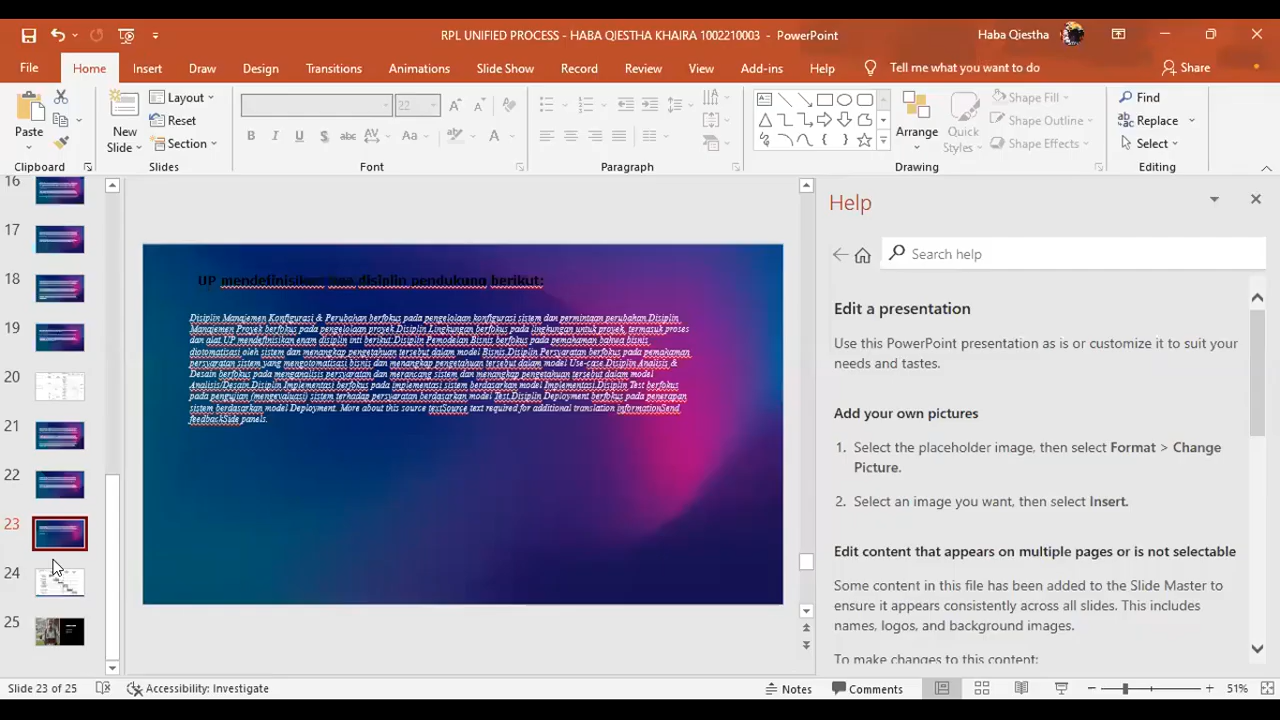 RPL UNIFIED PROCESS - HABA QIESTHA KHAIRA 1002210003 - PowerPoint
Haba Qiestha
File Home Insert Draw Design Transitions Animations Slide Show Record Review View Add-ins Help Tell me what you want to do Share
Paste
New Slide
Layout
Reset
Section
22
B I U S abc AV Aa A
Arrange
Quick Styles
Shape Fill
Shape Outline
Shape Effects
Find
Replace
Select
Clipboard Slides Font Paragraph Drawing Editing
16
17
18
19
20
21
22
23
24
25
UP mendefinisikan disiplin pendukung berikut:
Disiplin Manajemen Konfigurasi & Perubahan berfokus pada pengelolaan konfigurasi sistem dan permintaan perubahan.Disiplin
Manajemen Proyek berfokus pada pengelolaan proyek.Disiplin Lingkungan berfokus pada lingkungan untuk proyek, termasuk proses
dan alat.UP mendefinisikan enam disiplin inti berikut:Disiplin Pemodelan Bisnis berfokus pada pemahaman bahwa bisnis
diotomatisasi oleh sistem dan menangkap pengetahuan tersebut dalam model Bisnis.Disiplin Persyaratan berfokus pada pemahaman
persyaratan sistem yang mengotomatisasi bisnis dan menangkap pengetahuan tersebut dalam model Use-case.Disiplin Analisis &
Desain berfokus pada menganalisis persyaratan dan merancang sistem dan menangkap pengetahuan tersebut dalam model
Analisis/Desain.Disiplin Implementasi berfokus pada implementasi sistem berdasarkan model Implementasi.Disiplin Test berfokus
pada pengujian (mengevaluasi) sistem terhadap persyaratan berdasarkan model Test.Disiplin Deployment berfokus pada penerapan
sistem berdasarkan model Deployment. More about this source textSource text required for additional translation informationSend
feedbackSide panels.
Help
Search help
Edit a presentation
Use this PowerPoint presentation as is or customize it to suit your
needs and tastes.
Add your own pictures
1. Select the placeholder image, then select Format > Change
Picture.
2. Select an image you want, then select Insert.
Edit content that appears on multiple pages or is not selectable
Some content in this file has been added to the Slide Master to
ensure it appears consistently across all slides. This includes
names, logos, and background images.
To make changes to this content:
Slide 23 of 25 Accessibility: Investigate Notes Comments 51%